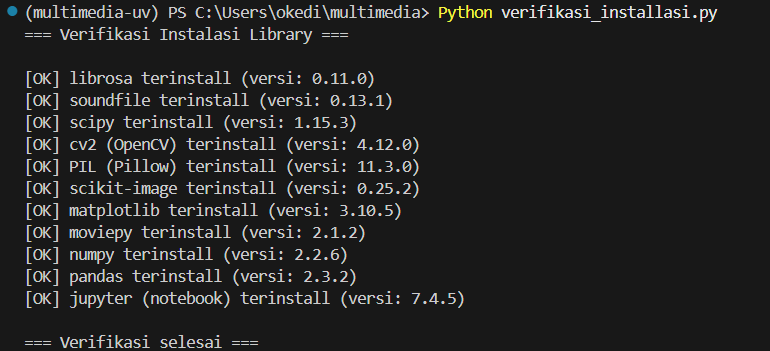 (multimedia-uv) PS C:\Users\okedi\multimedia> Python verifikasi_installasi.py
=== Verifikasi Instalasi Library ===
[OK] librosa terinstall (versi: 0.11.0)
[OK] soundfile terinstall (versi: 0.13.1)
[OK] scipy terinstall (versi: 1.15.3)
[OK] cv2 (OpenCV) terinstall (versi: 4.12.0)
[OK] PIL (Pillow) terinstall (versi: 11.3.0)
[OK] scikit-image terinstall (versi: 0.25.2)
[OK] matplotlib terinstall (versi: 3.10.5)
[OK] moviepy terinstall (versi: 2.1.2)
[OK] numpy terinstall (versi: 2.2.6)
[OK] pandas terinstall (versi: 2.3.2)
[OK] jupyter (notebook) terinstall (versi: 7.4.5)
=== Verifikasi selesai ===